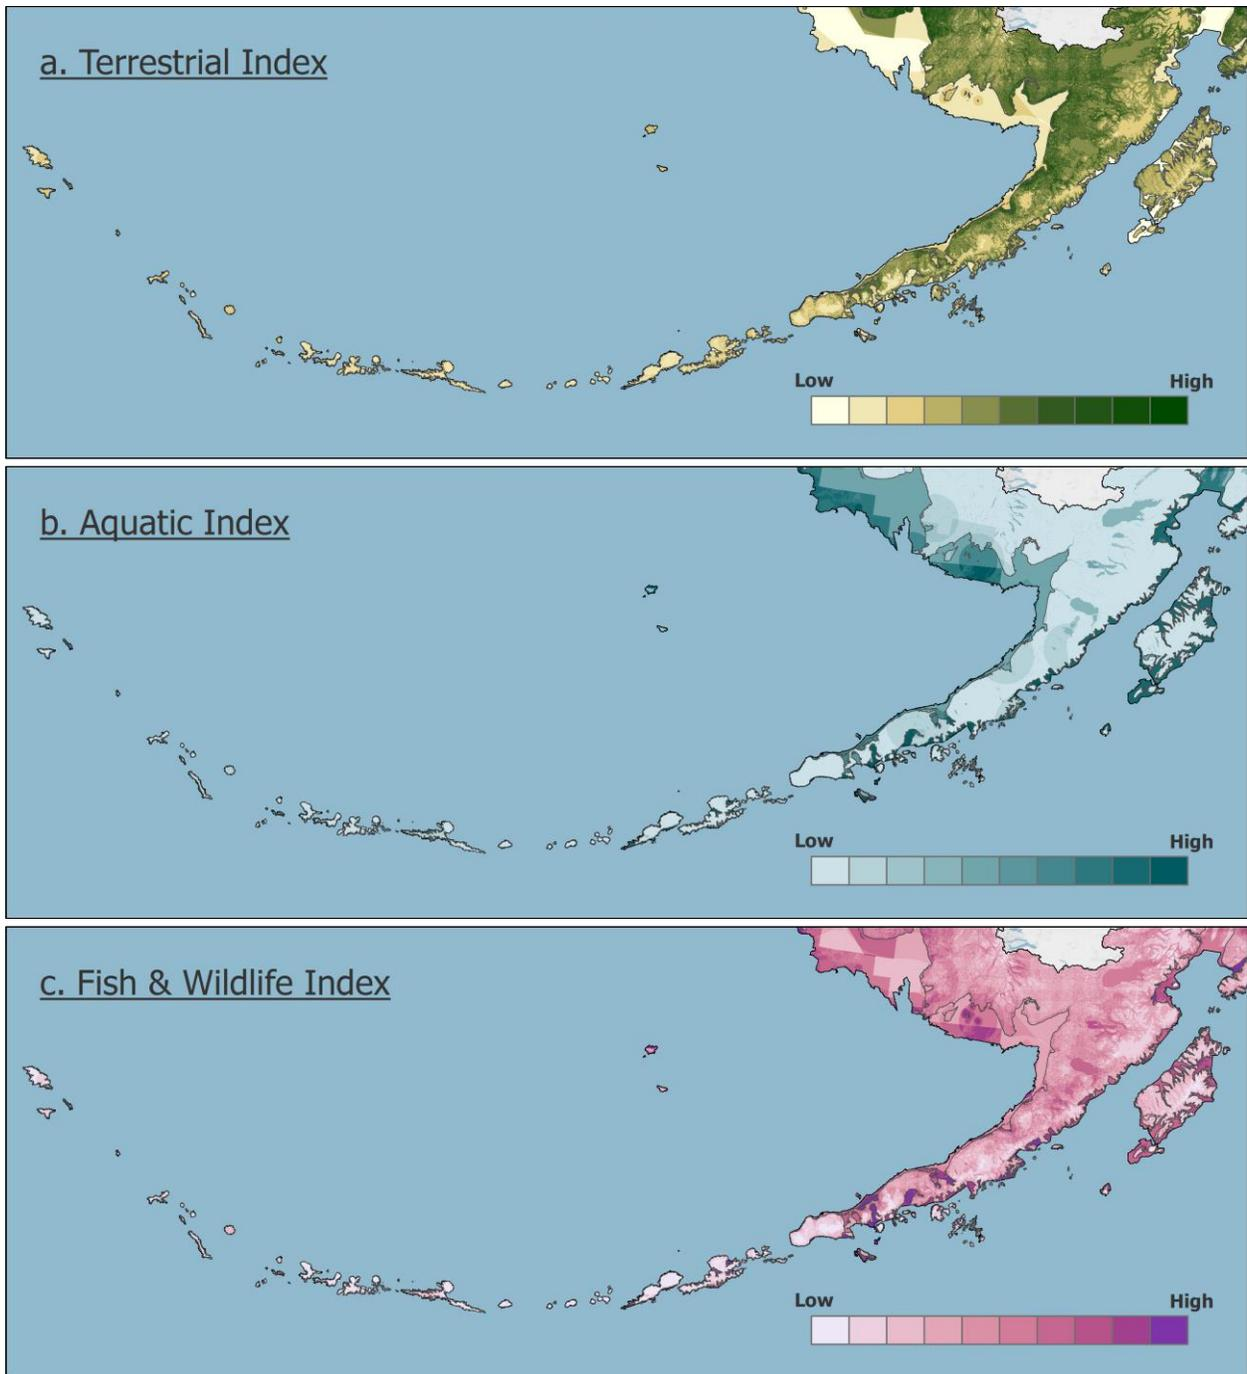 a. Terrestrial Index
Low High
b. Aquatic Index
Low High
c. Fish & Wildlife Index
Low High